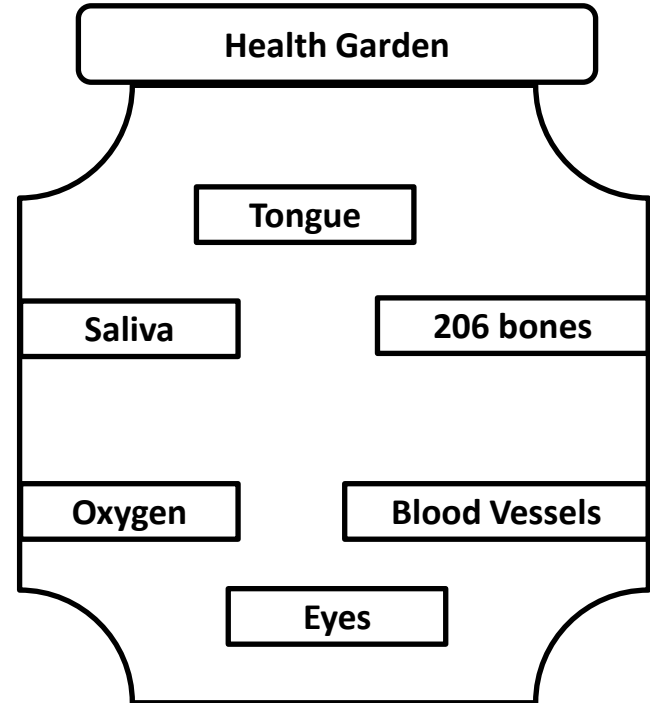 Health Garden
Tongue
Saliva
206 bones
Oxygen
Blood Vessels
Eyes